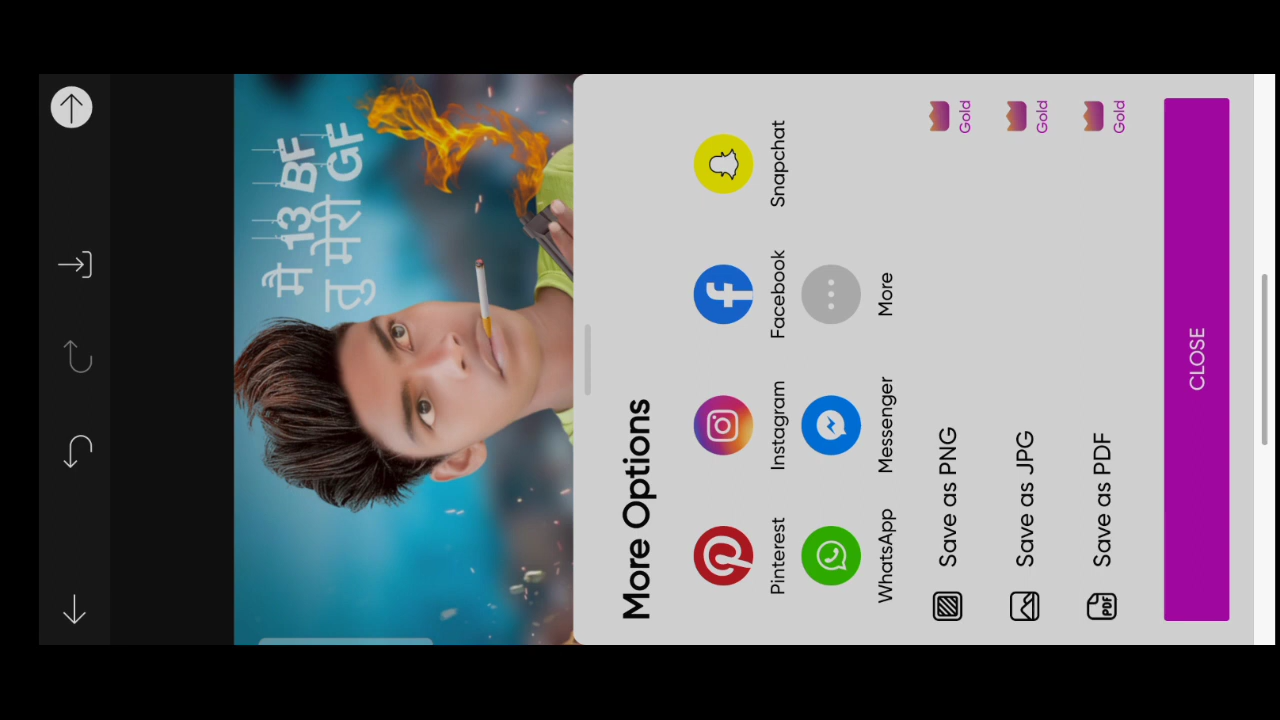 मै 13 BF
तु मेरी GF
More Options
Pinterest
Instagram
Facebook
Snapchat
WhatsApp
Messenger
More
Save as PNG
Gold
Save as JPG
Gold
PDF
Save as PDF
Gold
CLOSE